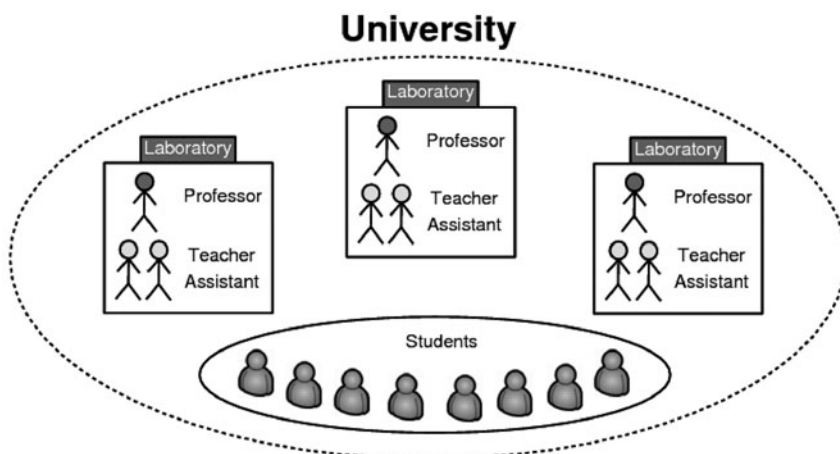 University
Laboratory
Professor
Teacher
Assistant
Laboratory
Professor
Teacher
Assistant
Laboratory
Professor
Teacher
Assistant
Students